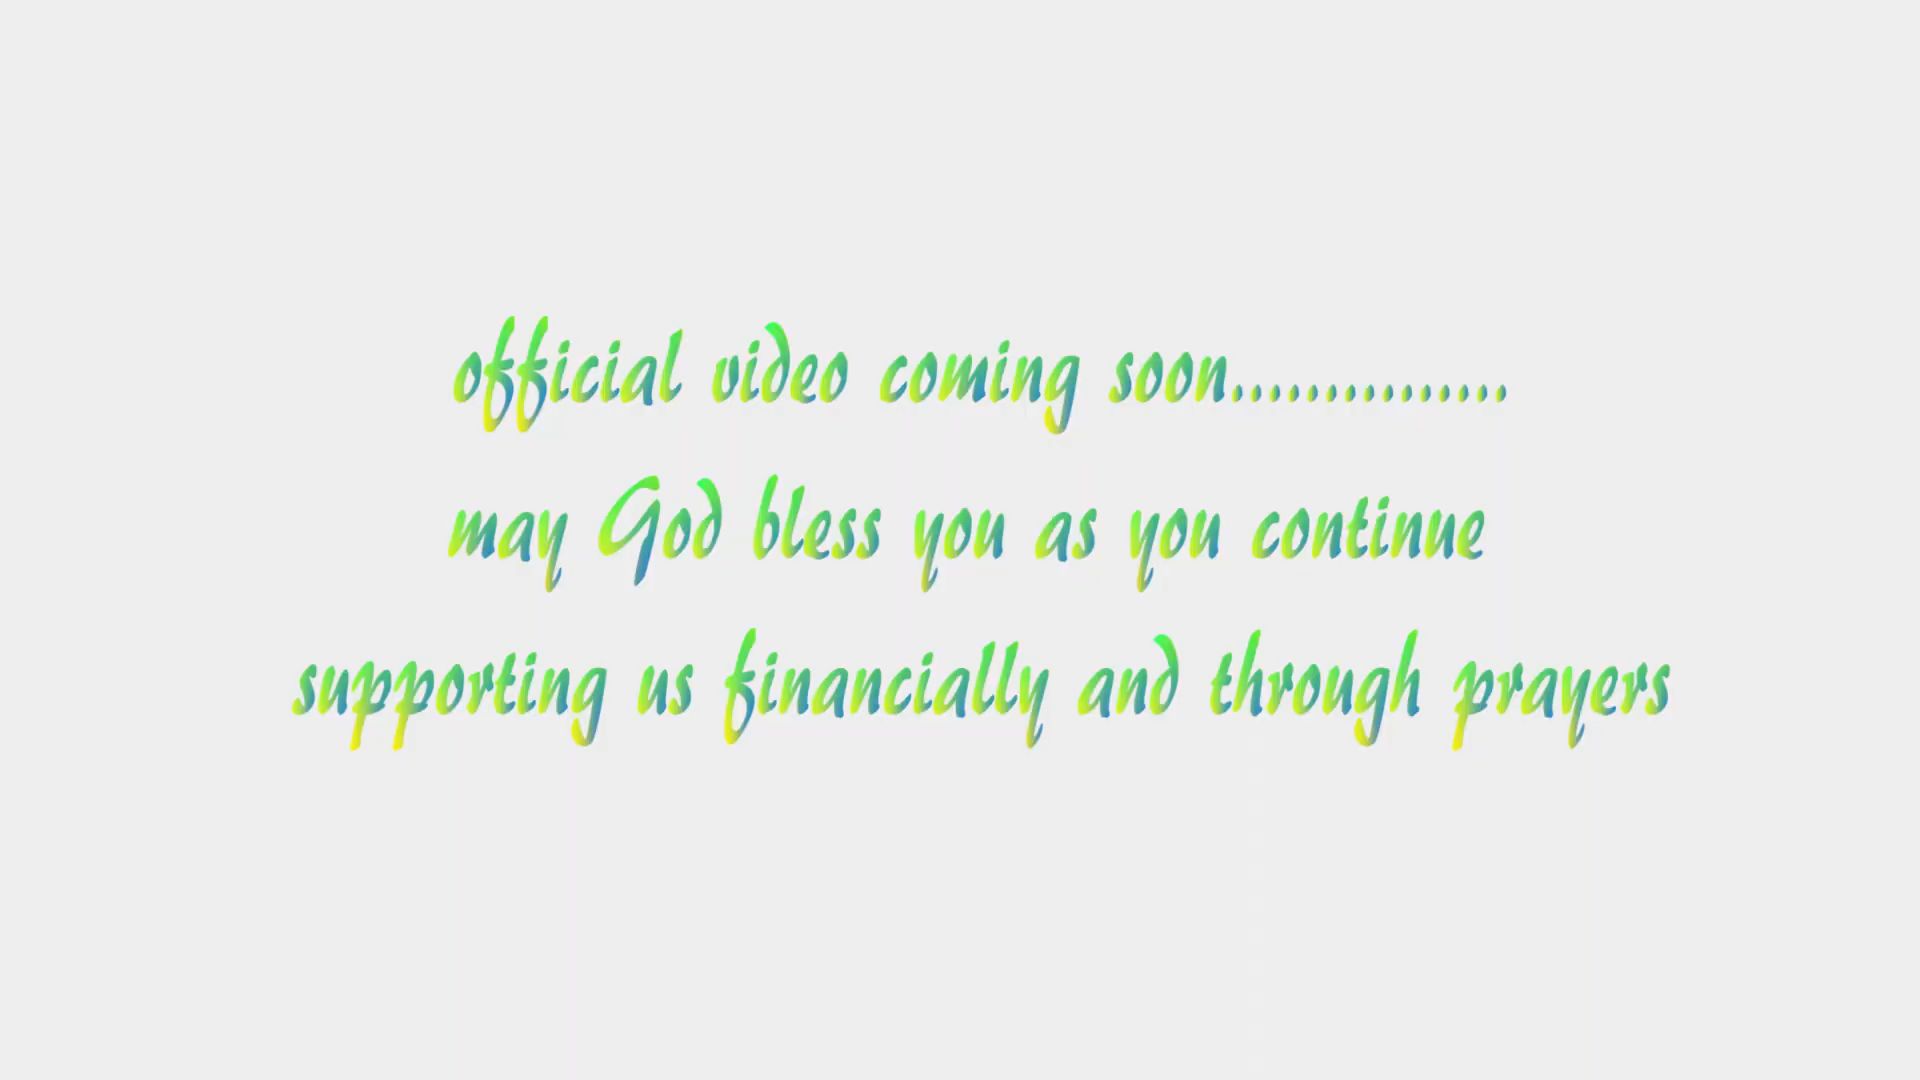 official video coming soon...............
may God bless you as you continue
supporting us financially and through prayers